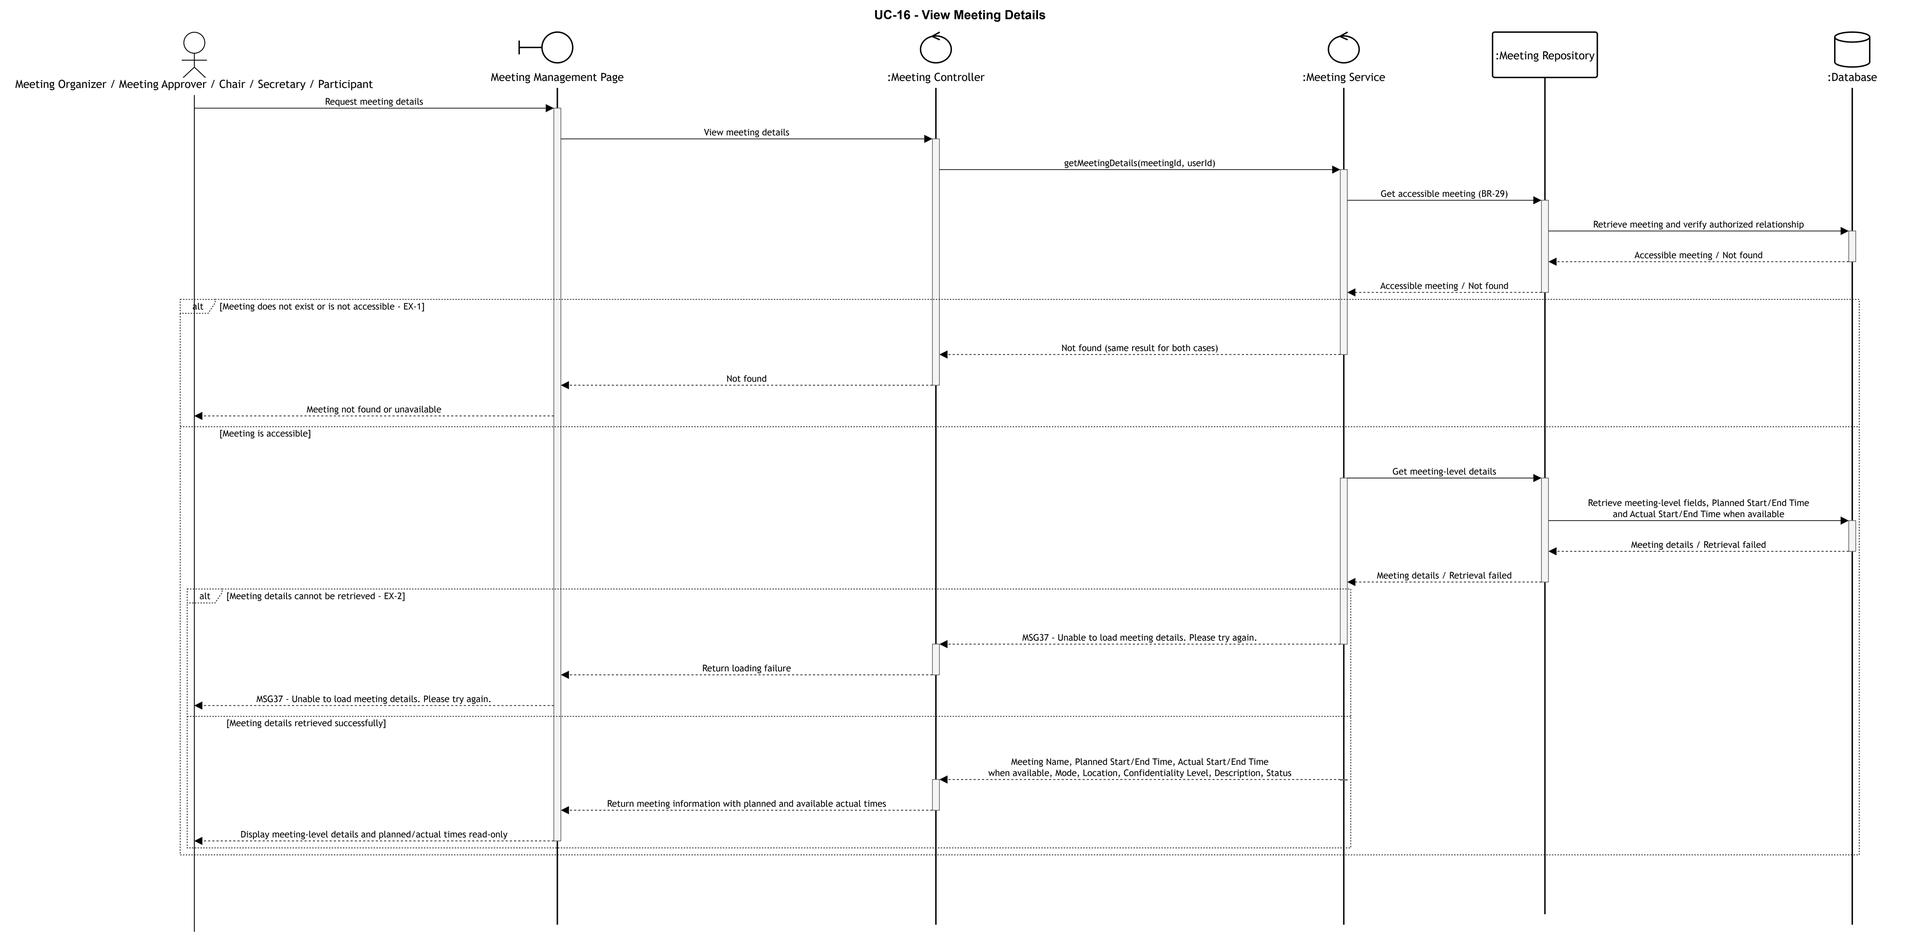 UC-16 - View Meeting Details
Meeting Organizer / Meeting Approver / Chair / Secretary / Participant
Meeting Management Page
:Meeting Controller
:Meeting Service
:Meeting Repository
:Database
Request meeting details
View meeting details
getMeetingDetails(meetingId, userId)
Get accessible meeting (BR-29)
Retrieve meeting and verify authorized relationship
Accessible meeting / Not found
Accessible meeting / Not found
alt
[Meeting does not exist or is not accessible - EX-1]
Not found (same result for both cases)
Not found
Meeting not found or unavailable
[Meeting is accessible]
Get meeting-level details
Retrieve meeting-level fields, Planned Start/End Time
and Actual Start/End Time when available
Meeting details / Retrieval failed
Meeting details / Retrieval failed
alt
[Meeting details cannot be retrieved - EX-2]
MSG37 - Unable to load meeting details. Please try again.
Return loading failure
MSG37 - Unable to load meeting details. Please try again.
[Meeting details retrieved successfully]
Meeting Name, Planned Start/End Time, Actual Start/End Time
when available, Mode, Location, Confidentiality Level, Description, Status
Return meeting information with planned and available actual times
Display meeting-level details and planned/actual times read-only